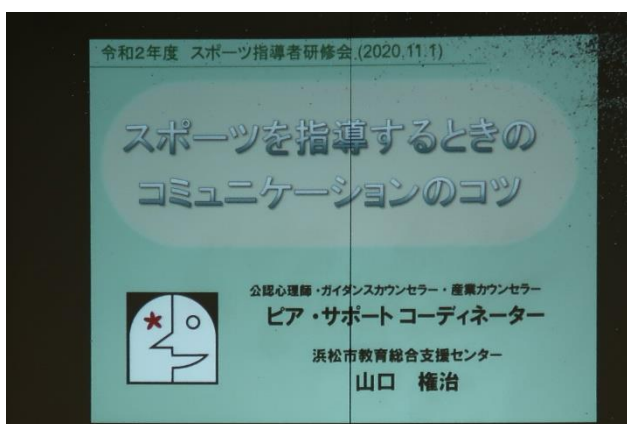 令和2年度 スポーツ指導者研修会 (2020.11.1)
スポーツを指導するときの
コミュニケーションのコツ
公認心理師・ガイダンスカウンセラー・産業カウンセラー
ピア・サポート コーディネーター
浜松市教育総合支援センター
山口 権治